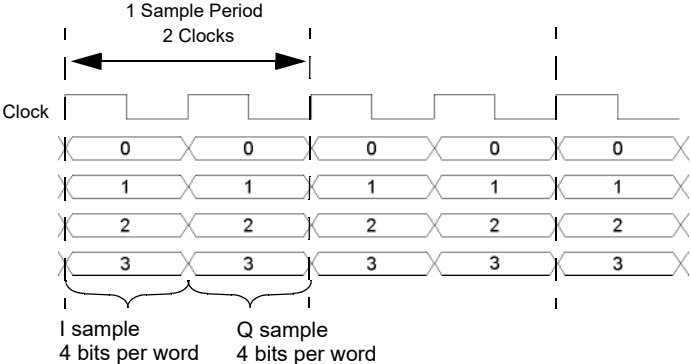 1 Sample Period
2 Clocks
Clock
0 0 0 0 0
1 1 1 1 1
2 2 2 2 2
3 3 3 3 3
I sample
4 bits per word
Q sample
4 bits per word